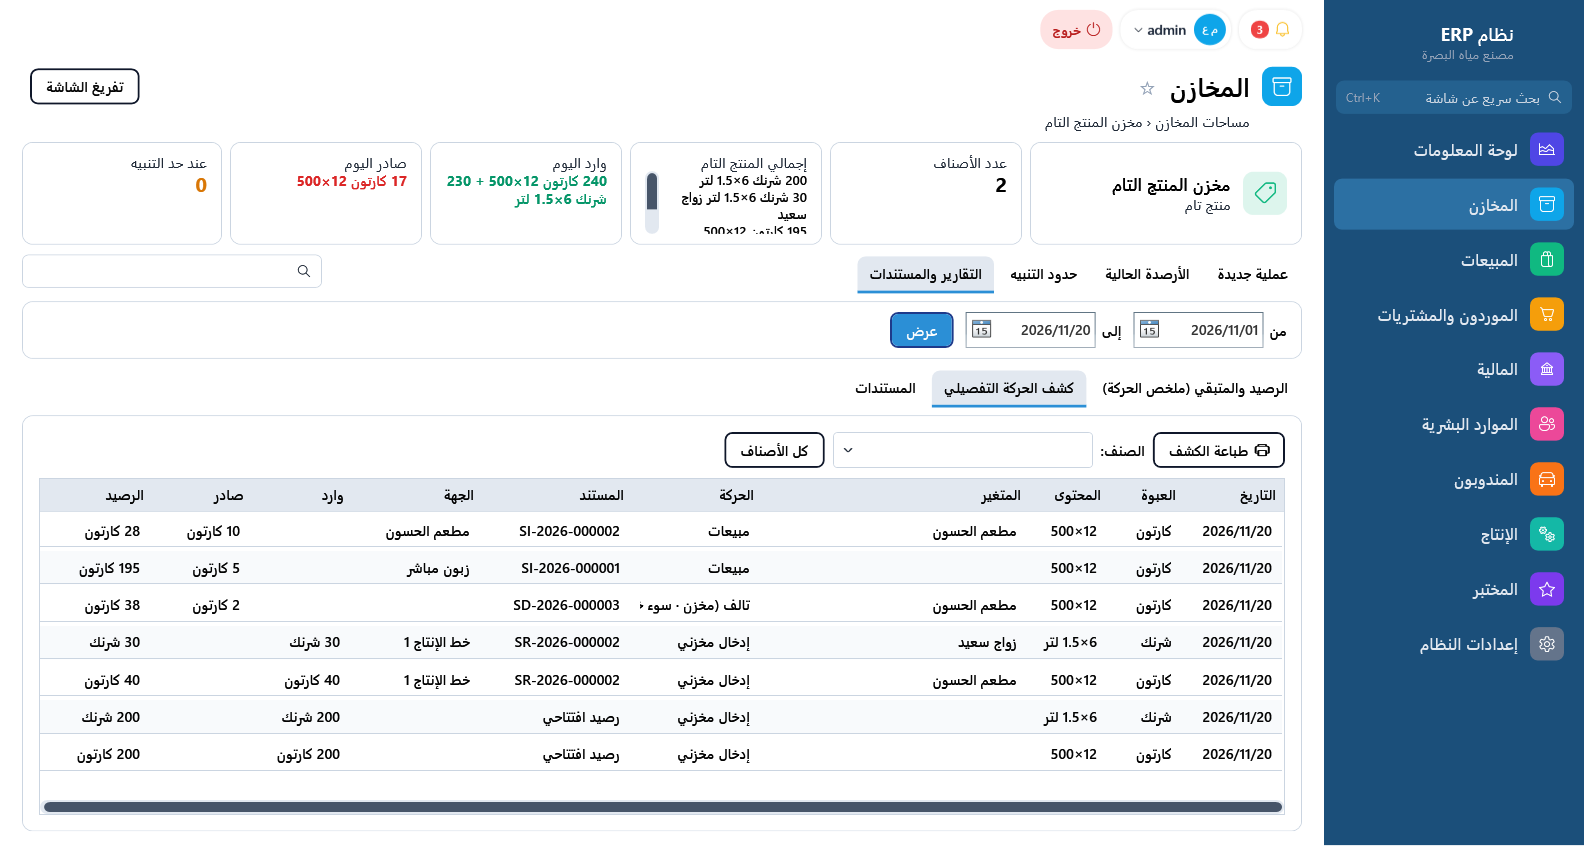 نظام ERP
مصنع مياه البصرة
بحث سريع عن شاشة Ctrl+K
لوحة المعلومات
المخازن
المبيعات
الموردون والمشتريات
المالية
الموارد البشرية
المندوبون
الإنتاج
المختبر
إعدادات النظام
3
م ع admin
خروج
المخازن
مساحات المخازن › مخزن المنتج التام
تفريغ الشاشة
مخزن المنتج التام
منتج تام
عدد الأصناف
2
إجمالي المنتج التام
200 شرنك 6×1.5 لتر
30 شرنك 6×1.5 لتر زواج
سعيد
195 كارتون 12×500
وارد اليوم
240 كارتون 12×500 + 230
شرنك 6×1.5 لتر
صادر اليوم
17 كارتون 12×500
عند حد التنبيه
0
عملية جديدة
الأرصدة الحالية
حدود التنبيه
التقارير والمستندات
من 2026/11/01 15 إلى 2026/11/20 15 عرض
الرصيد والمتبقي (ملخص الحركة)
كشف الحركة التفصيلي
المستندات
طباعة الكشف الصنف: كل الأصناف
التاريخ العبوة المحتوى المتغير الحركة المستند الجهة وارد صادر الرصيد
2026/11/20 كارتون 12×500 مطعم الحسون مبيعات SI-2026-000002 مطعم الحسون 10 كارتون 28 كارتون
2026/11/20 كارتون 12×500 مبيعات SI-2026-000001 زبون مباشر 5 كارتون 195 كارتون
2026/11/20 كارتون 12×500 مطعم الحسون تالف (مخزن · سوء SD-2026-000003 2 كارتون 38 كارتون
2026/11/20 شرنك 6×1.5 لتر زواج سعيد إدخال مخزني SR-2026-000002 خط الإنتاج 1 30 شرنك 30 شرنك
2026/11/20 كارتون 12×500 مطعم الحسون إدخال مخزني SR-2026-000002 خط الإنتاج 1 40 كارتون 40 كارتون
2026/11/20 شرنك 6×1.5 لتر إدخال مخزني رصيد افتتاحي 200 شرنك 200 شرنك
2026/11/20 كارتون 12×500 إدخال مخزني رصيد افتتاحي 200 كارتون 200 كارتون